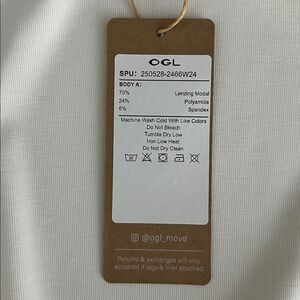 OGL
SPU: 250528-2466W24
BODY A:
70% Lenzing Modal
24% Polyamide
6% Spandex
Machine Wash Cold With Like Colors
Do Not Bleach
Tumble Dry Low
Iron Low Heat
Do Not Dry Clean
@ogl_move
Returns & exchanges will only
accepted if tags & liner attached